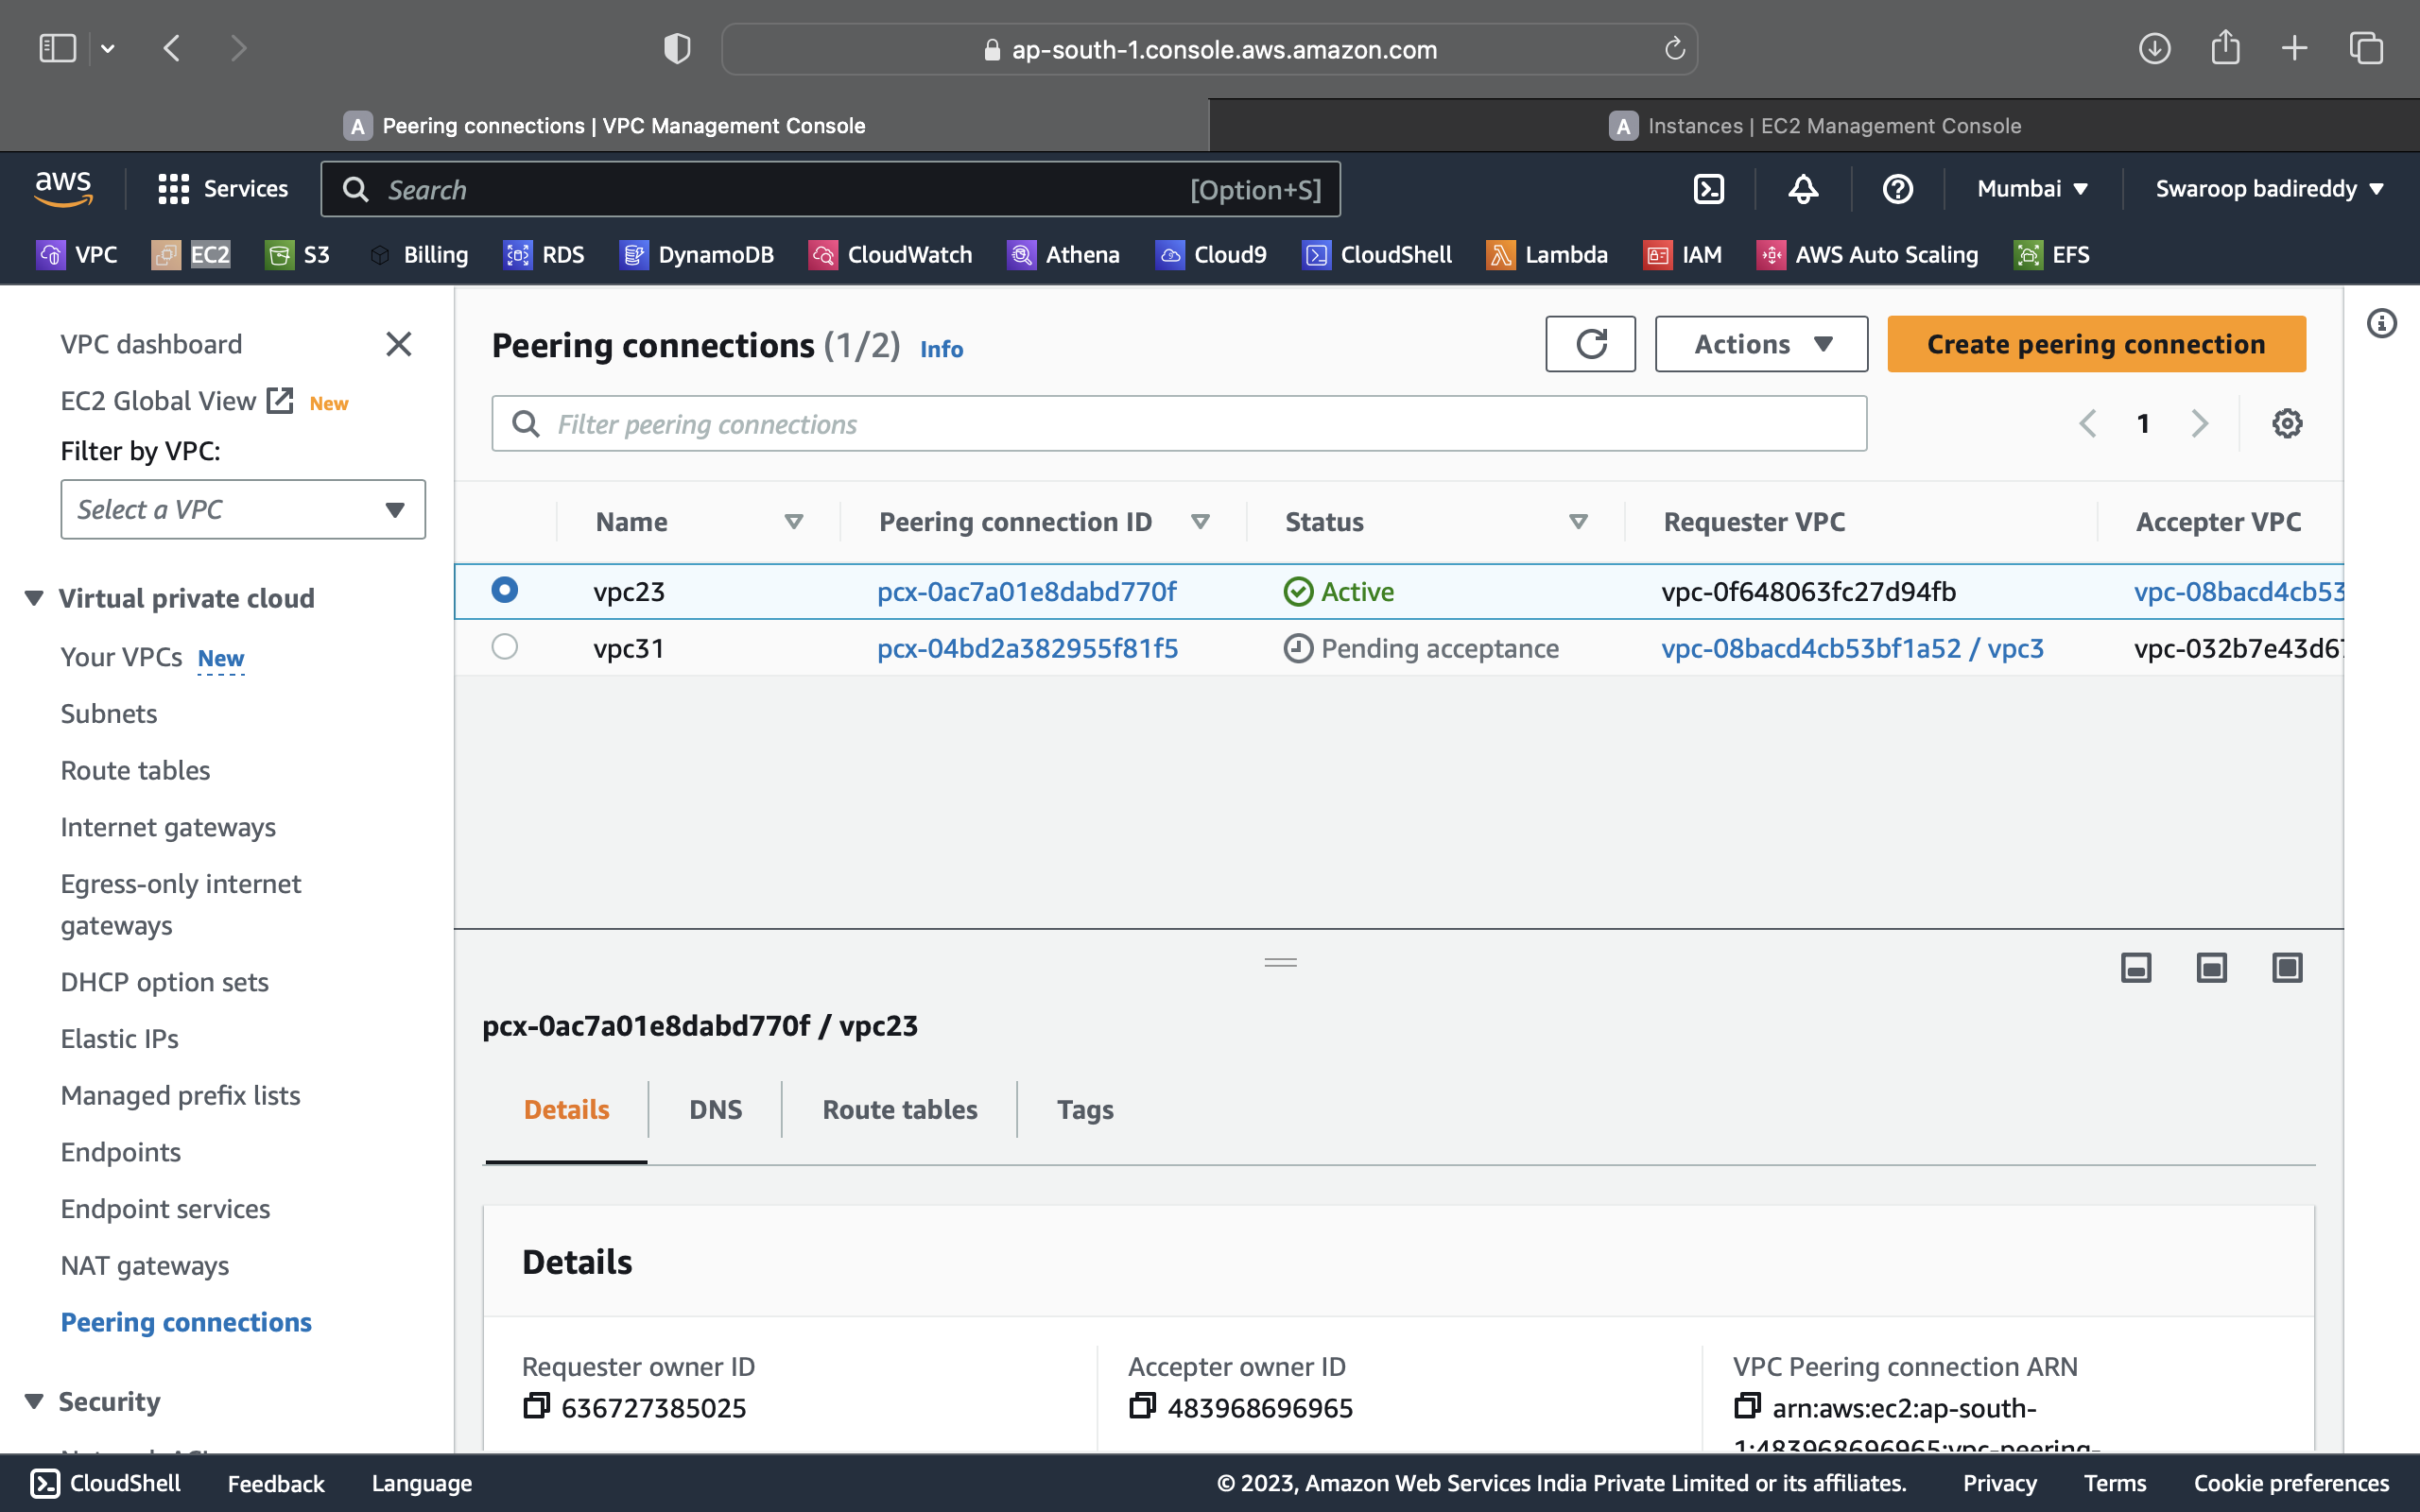 ap-south-1.console.aws.amazon.com
A Peering connections | VPC Management Console
A Instances | EC2 Management Console
aws Services Search [Option+S] Mumbai Swaroop badireddy
VPC EC2 S3 Billing RDS DynamoDB CloudWatch Athena Cloud9 CloudShell Lambda IAM AWS Auto Scaling EFS
VPC dashboard
EC2 Global View New
Filter by VPC:
Select a VPC
Virtual private cloud
Your VPCs New
Subnets
Route tables
Internet gateways
Egress-only internet
gateways
DHCP option sets
Elastic IPs
Managed prefix lists
Endpoints
Endpoint services
NAT gateways
Peering connections
Security
Peering connections (1/2) Info
Actions
Create peering connection
Filter peering connections
1
Name Peering connection ID Status Requester VPC Accepter VPC
vpc23 pcx-0ac7a01e8dabd770f Active vpc-0f648063fc27d94fb vpc-08bacd4cb53
vpc31 pcx-04bd2a382955f81f5 Pending acceptance vpc-08bacd4cb53bf1a52 / vpc3 vpc-032b7e43d67
pcx-0ac7a01e8dabd770f / vpc23
Details DNS Route tables Tags
Details
Requester owner ID
636727385025
Accepter owner ID
483968696965
VPC Peering connection ARN
arn:aws:ec2:ap-south-
1:483968696965:vpc-peering-
CloudShell Feedback Language © 2023, Amazon Web Services India Private Limited or its affiliates. Privacy Terms Cookie preferences